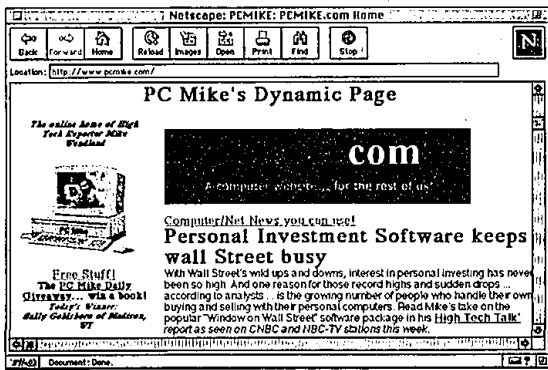 Netscape: PCMIKE: PCMIKE.com Home
Back Forward Home Reload Images Open Print Find Stop
N
Location: http://www.pcmike.com/
PC Mike's Dynamic Page
The online home of High
Tech Exporter Mike
Wendland
com
A computer website ... for the rest of us!
Computer/Net News you can use!
Personal Investment Software keeps
wall Street busy
With Wall Street's wild ups and downs, interest in personal investing has never
been so high. And one reason for those record highs and sudden drops ...
according to analysts ... is the growing number of people who handle their own
buying and selling with their personal computers. Read Mike's take on the
popular "Window on Wall Street" software package in his High Tech Talk'
report as seen on CNBC and NBC-TV stations this week.
Free Stuff!
The PC Mike Daily
Giveaway... win a book!
Today's Winner:
Sally of
Document: Done.